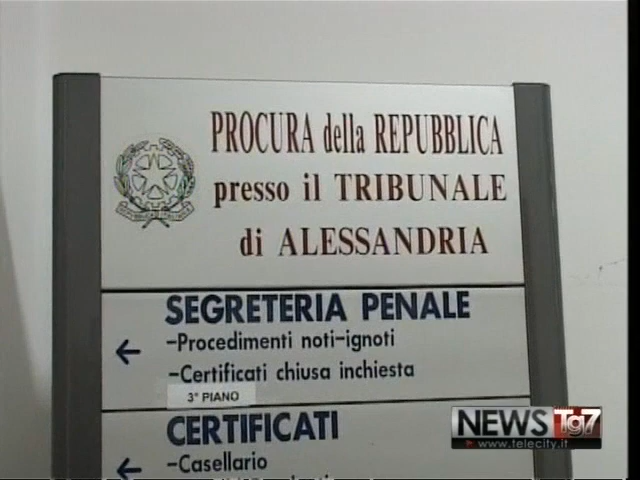 PROCURA della REPUBBLICA
presso il TRIBUNALE
di ALESSANDRIA
SEGRETERIA PENALE
-Procedimenti noti-ignoti
-Certificati chiusa inchiesta
3° PIANO
CERTIFICATI
-Casellario
NEWS Tg7
www.telecity.it